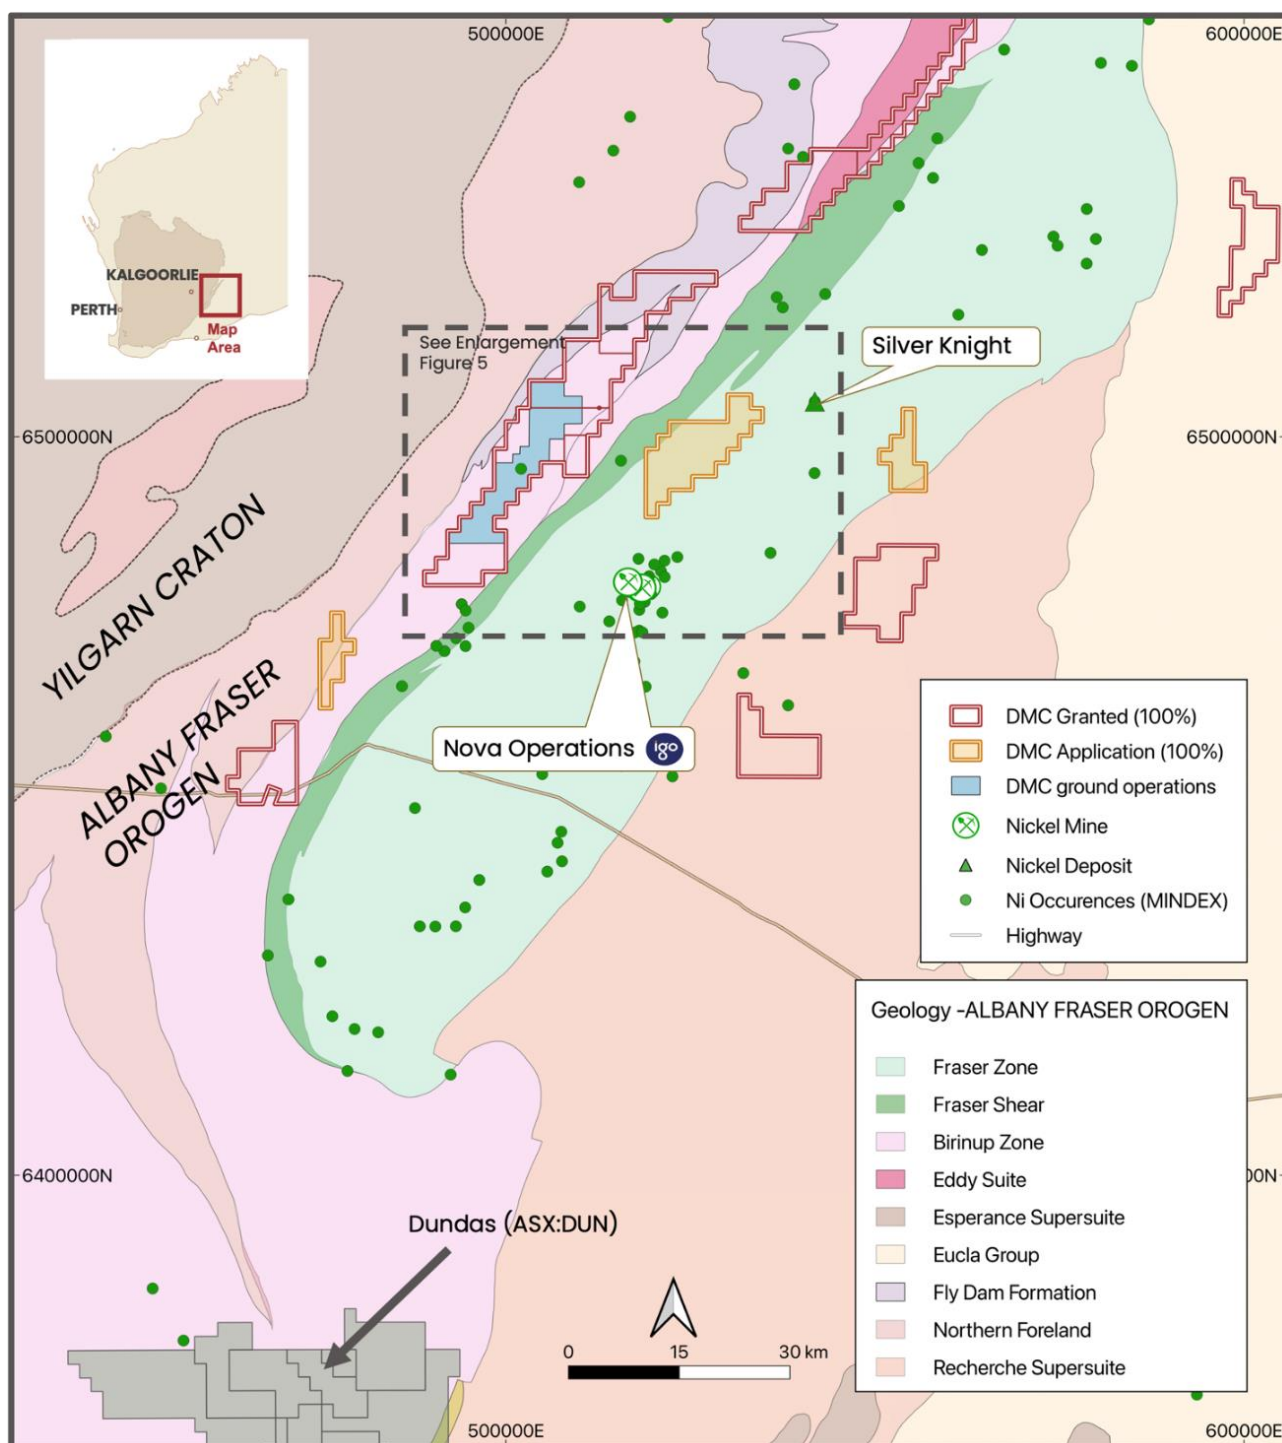 500000E
600000E
KALGOORLIE
PERTH
Map
Area
See Enlargement
Figure 5
Silver Knight
6500000N
6500000N
YILGARN CRATON
ALBANY FRASER
OROGEN
Nova Operations igo
DMC Granted (100%)
DMC Application (100%)
DMC ground operations
Nickel Mine
Nickel Deposit
Ni Occurences (MINDEX)
Highway
Geology -ALBANY FRASER OROGEN
Fraser Zone
Fraser Shear
Birinup Zone
Eddy Suite
Esperance Supersuite
Eucla Group
Fly Dam Formation
Northern Foreland
Recherche Supersuite
6400000N
00N
Dundas (ASX:DUN)
0 15 30 km
500000E
600000E